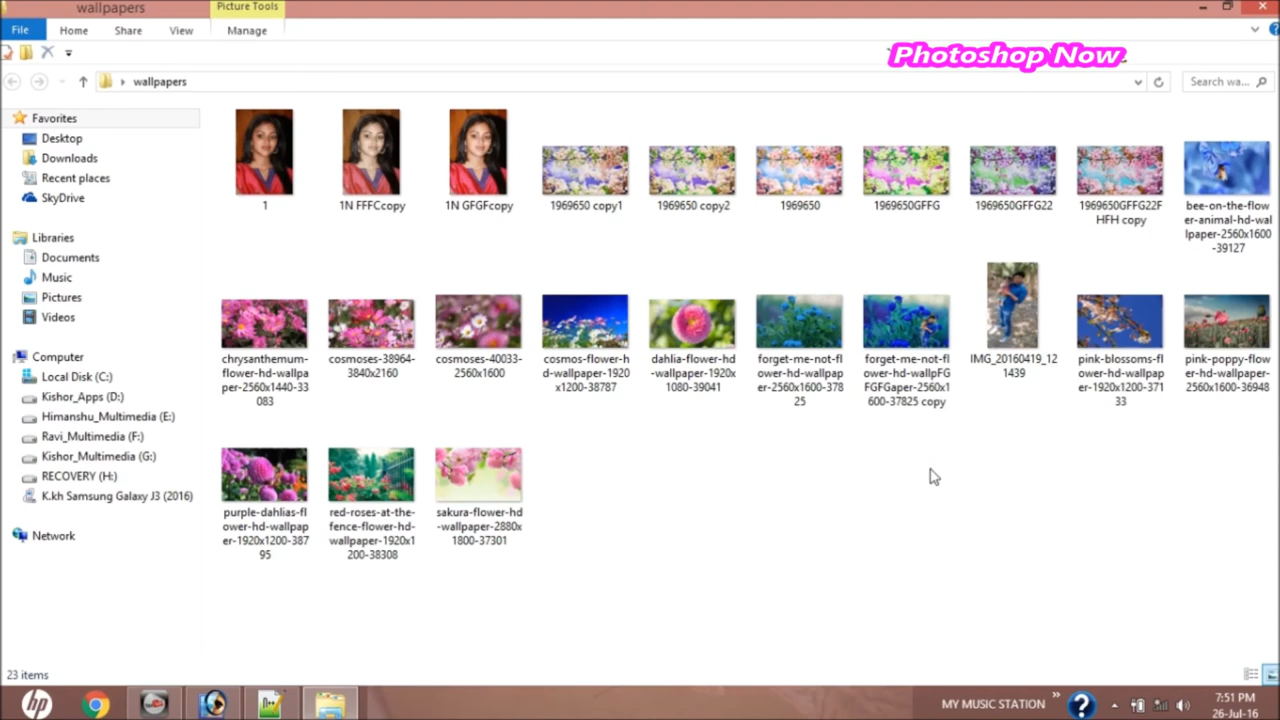 wallpapers
Picture Tools
File
Home
Share
View
Manage
Photoshop Now
wallpapers
Search wa...
Favorites
Desktop
Downloads
Recent places
SkyDrive
Libraries
Documents
Music
Pictures
Videos
Computer
Local Disk (C:)
Kishor_Apps (D:)
Himanshu_Multimedia (E:)
Ravi_Multimedia (F:)
Kishor_Multimedia (G:)
RECOVERY (H:)
K.kh Samsung Galaxy J3 (2016)
Network
1
1N FFFCcopy
1N GFGFcopy
1969650 copy1
1969650 copy2
1969650
1969650GFFG
1969650GFFG22
1969650GFFG22F
HFH copy
bee-on-the-flow
er-animal-hd-wal
lpaper-2560x1600
-39127
chrysanthemum-
flower-hd-wallpa
per-2560x1440-33
083
cosmoses-38964-
3840x2160
cosmoses-40033-
2560x1600
cosmos-flower-h
d-wallpaper-1920
x1200-38787
dahlia-flower-hd
-wallpaper-1920x
1080-39041
forget-me-not-fl
ower-hd-wallpap
er-2560x1600-378
25
forget-me-not-fl
ower-hd-wallpFG
FGFGaper-2560x1
600-37825 copy
IMG_20160419_12
1439
pink-blossoms-fl
ower-hd-wallpap
er-1920x1200-371
33
pink-poppy-flow
er-hd-wallpaper-
2560x1600-36948
purple-dahlias-fl
ower-hd-wallpap
er-1920x1200-387
95
red-roses-at-the-
fence-flower-hd-
wallpaper-1920x1
200-38308
sakura-flower-hd
-wallpaper-2880x
1800-37301
23 items
hp
MY MUSIC STATION
7:51 PM
26-Jul-16